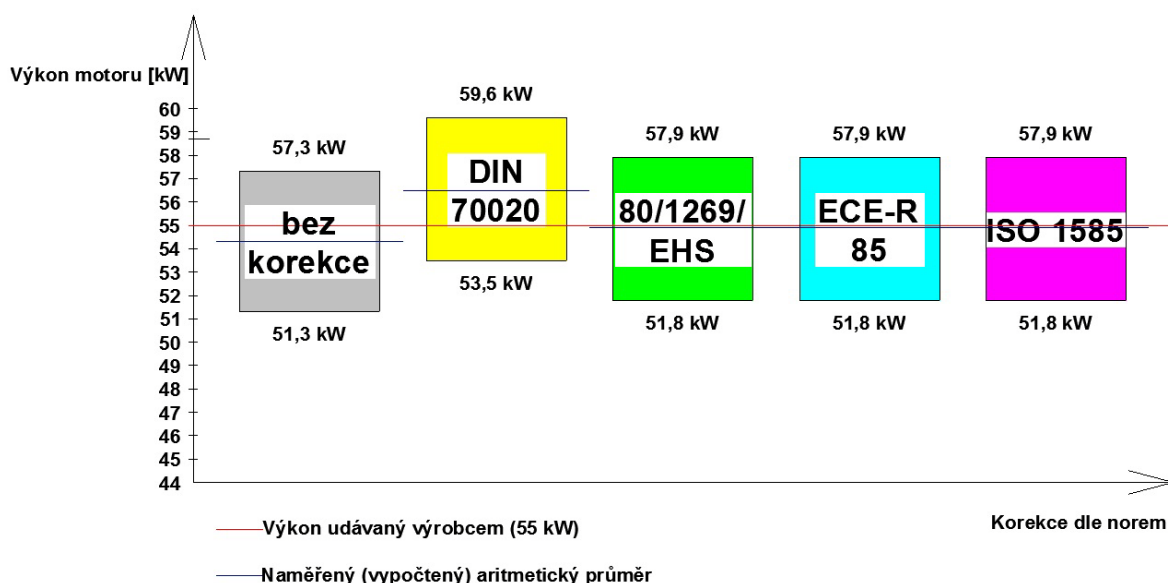 Výkon motoru [kW]
60
59
58
57
56
55
54
53
52
51
50
49
48
47
46
45
44
57,3 kW
bez
korekce
51,3 kW
59,6 kW
DIN
70020
53,5 kW
57,9 kW
80/1269/
EHS
51,8 kW
57,9 kW
ECE-R
85
51,8 kW
57,9 kW
ISO 1585
51,8 kW
Korekce dle norem
Výkon udávaný výrobcem (55 kW)
Naměřený (vypočtený) aritmetický průměr